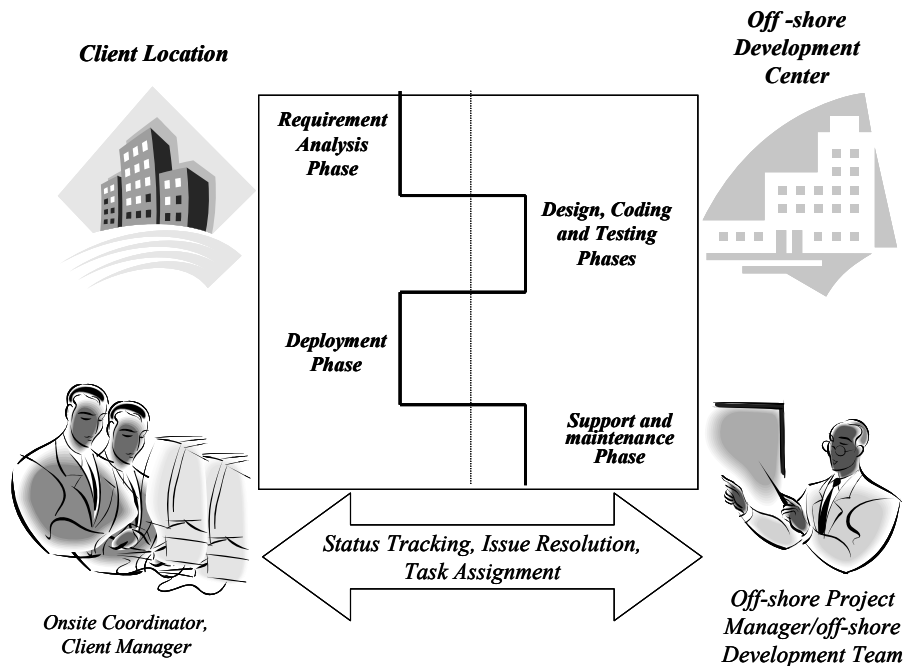 Client Location
Off -shore
Development
Center
Requirement
Analysis
Phase
Design, Coding
and Testing
Phases
Deployment
Phase
Support and
maintenance
Phase
Status Tracking, Issue Resolution,
Task Assignment
Onsite Coordinator,
Client Manager
Off-shore Project
Manager/off-shore
Development Team